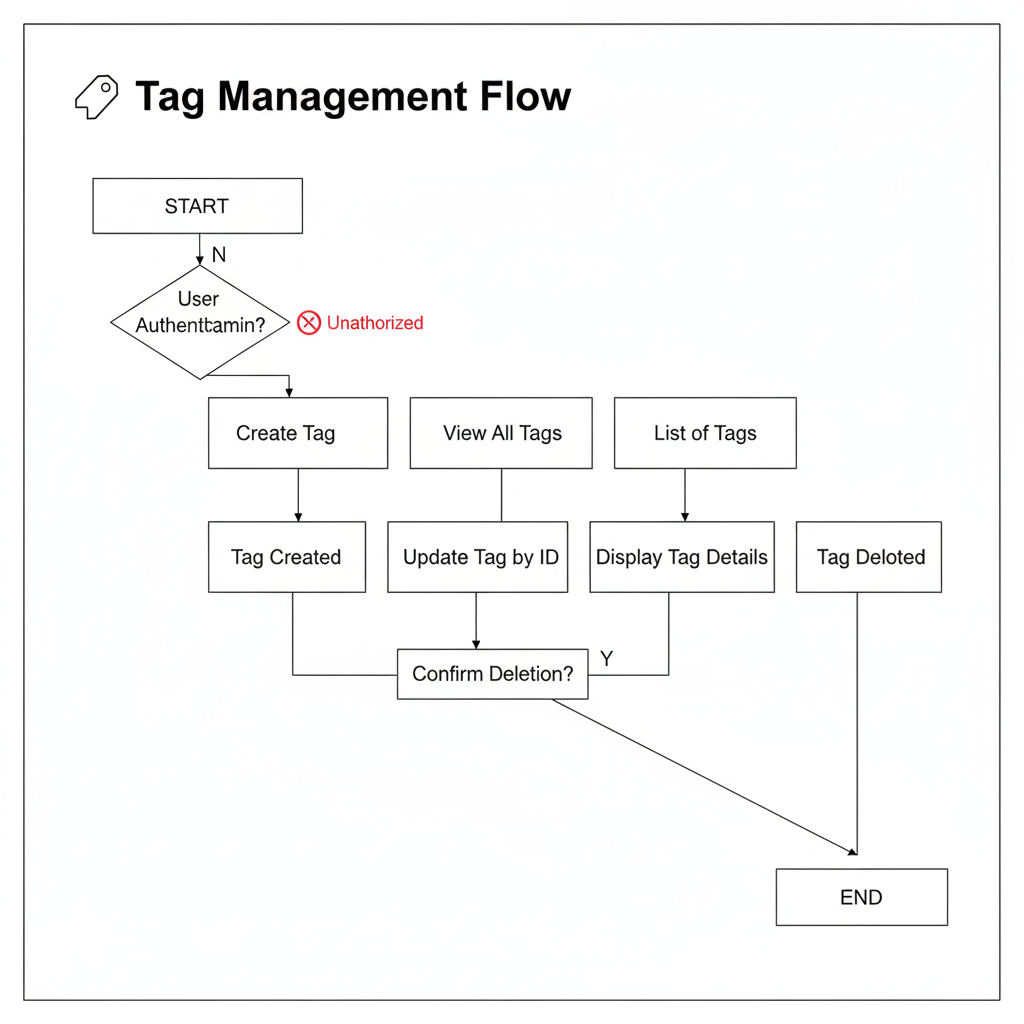 Tag Management Flow
START
N
User
Authenttamin?
Unathorized
Create Tag
View All Tags
List of Tags
Tag Created
Update Tag by ID
Display Tag Details
Tag Deloted
Confirm Deletion?
Y
END